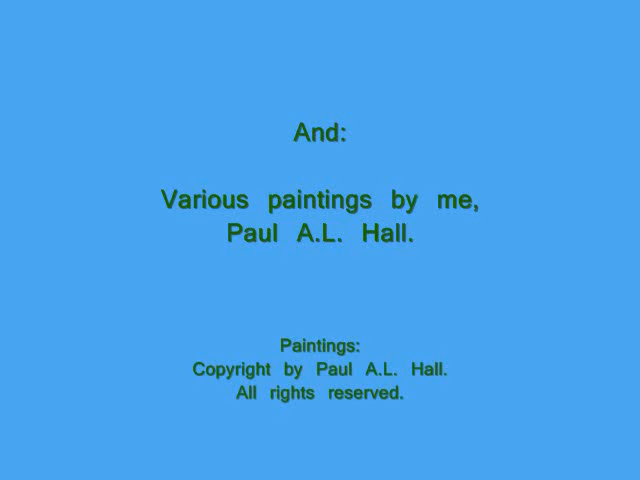 And:
Various paintings by me,
Paul A.L. Hall.
Paintings:
Copyright by Paul A.L. Hall.
All rights reserved.